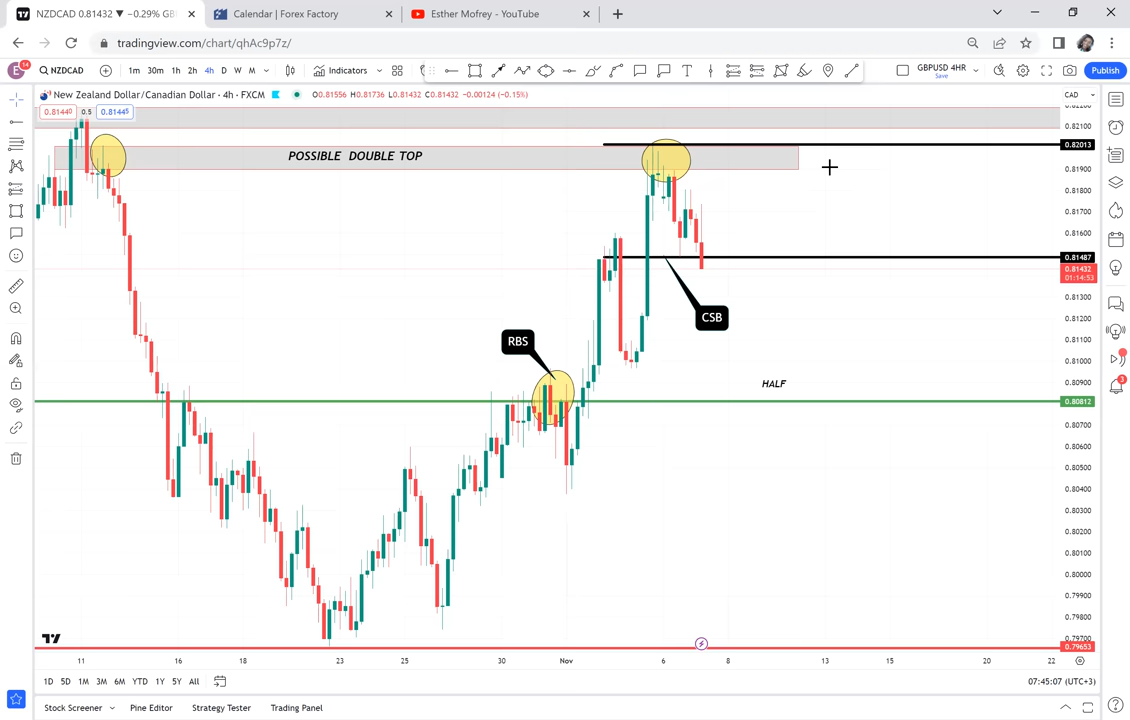 NZDCAD 0.81432 ▼ −0.29% GB
Calendar | Forex Factory
Esther Mofrey - YouTube
tradingview.com/chart/qhAc9p7z/
E 14
NZDCAD 1m 30m 1h 2h 4h D W M Indicators GBPUSD 4HR Save Publish
New Zealand Dollar/Canadian Dollar · 4h · FXCM O0.81556 H0.81736 L0.81432 C0.81432 −0.00124 (−0.15%) CAD
0.81440 0.5 0.81445
0.82100
0.82013
POSSIBLE DOUBLE TOP
0.81900
0.81800
0.81700
0.81600
0.81487
0.81432
01:14:53
0.81300
CSB
0.81200
RBS
0.81100
0.81000
HALF
0.80900
0.80812
0.80700
0.80600
0.80500
0.80400
0.80300
0.80200
0.80100
0.80000
0.79900
0.79800
0.79700
0.79653
11 16 18 23 25 30 Nov 6 8 13 15 20 22
1D 5D 1M 3M 6M YTD 1Y 5Y All 07:45:07 (UTC+3)
Stock Screener Pine Editor Strategy Tester Trading Panel
3